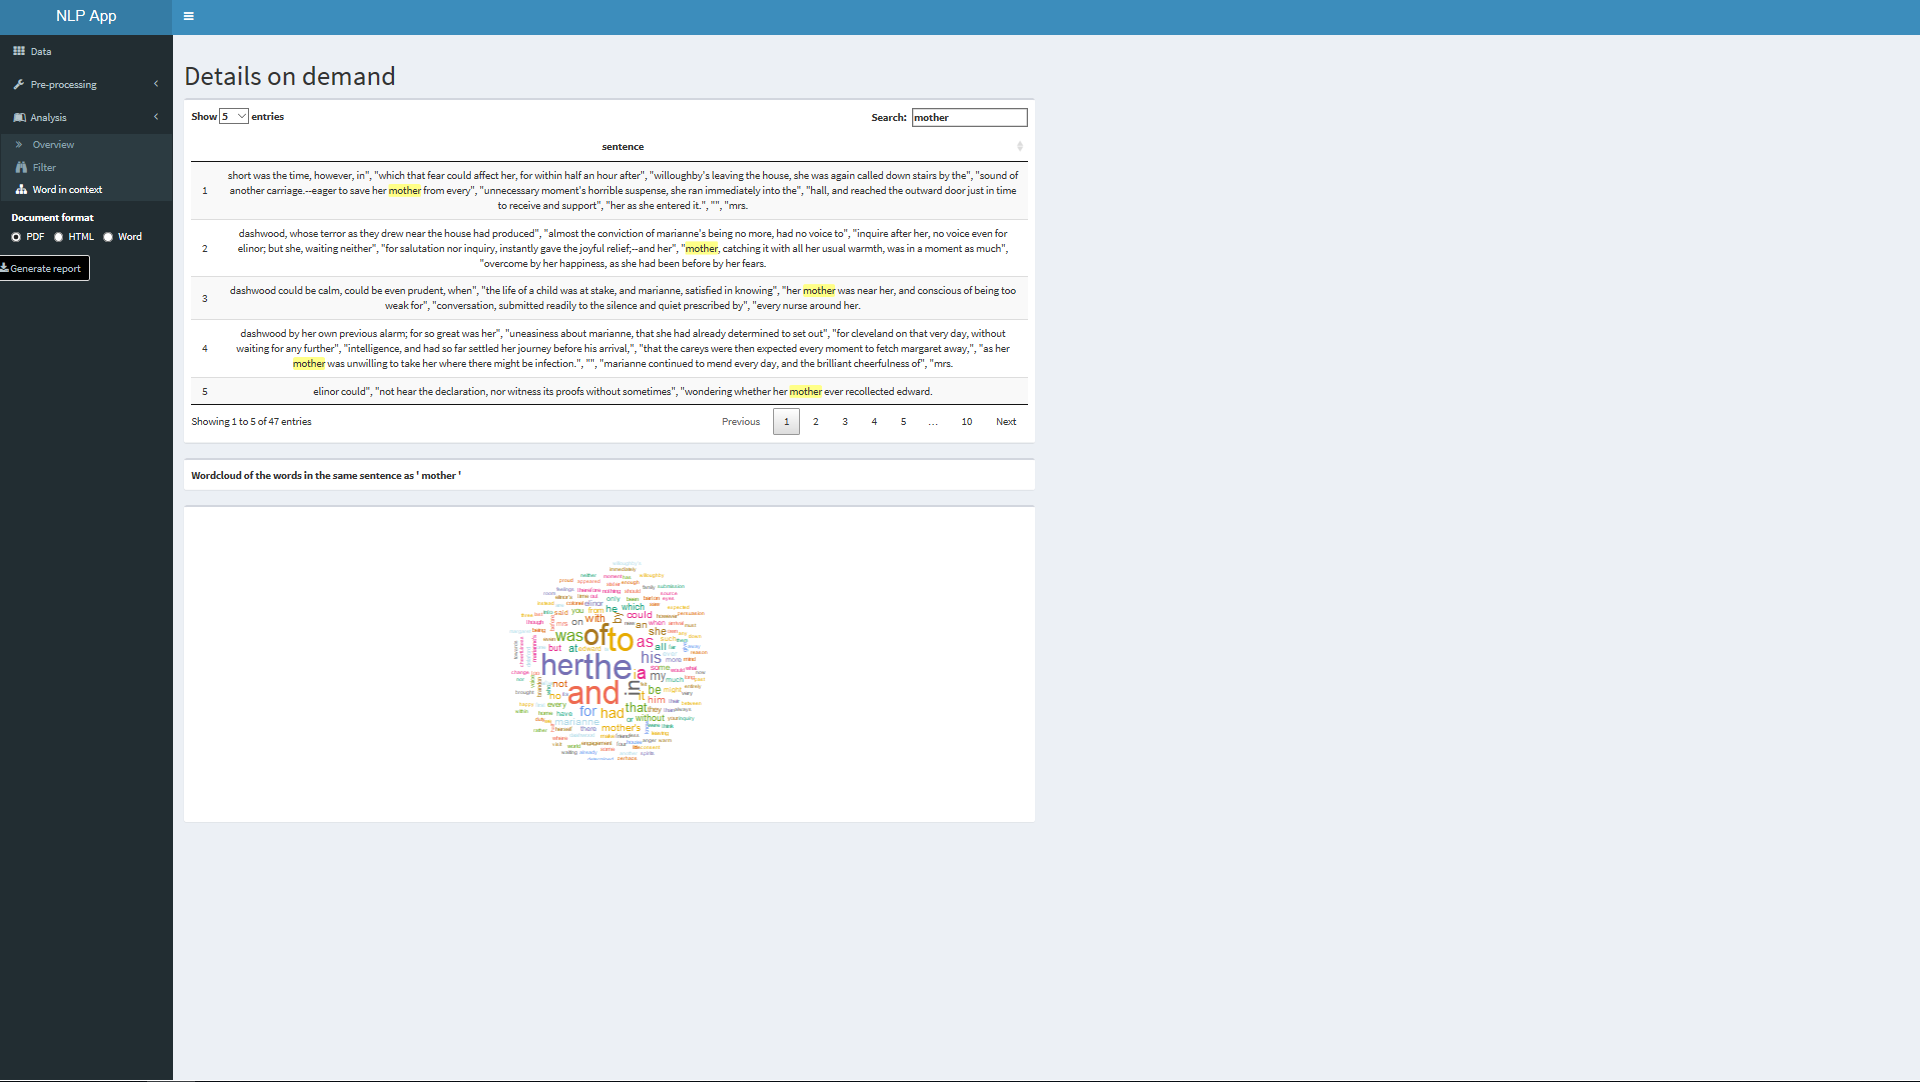 NLP App
Data
Pre-processing
Analysis
Overview
Filter
Word in context
Document format
PDF HTML Word
Generate report
Details on demand
Show 5 entries
Search: mother
sentence
1
short was the time, however, in", "which that fear could affect her, for within half an hour after", "willoughby's leaving the house, she was again called down stairs by the", "sound of
another carriage.--eager to save her mother from every", "unnecessary moment's horrible suspense, she ran immediately into the", "hall, and reached the outward door just in time
to receive and support", "her as she entered it.", "", "mrs.
2
dashwood, whose terror as they drew near the house had produced", "almost the conviction of marianne's being no more, had no voice to", "inquire after her, no voice even for
elinor; but she, waiting neither", "for salutation nor inquiry, instantly gave the joyful relief;--and her", "mother, catching it with all her usual warmth, was in a moment as much",
"overcome by her happiness, as she had been before by her fears.
3
dashwood could be calm, could be even prudent, when", "the life of a child was at stake, and marianne, satisfied in knowing", "her mother was near her, and conscious of being too
weak for", "conversation, submitted readily to the silence and quiet prescribed by", "every nurse around her.
4
dashwood by her own previous alarm; for so great was her", "uneasiness about marianne, that she had already determined to set out", "for cleveland on that very day, without
waiting for any further", "intelligence, and had so far settled her journey before his arrival,", "that the careys were then expected every moment to fetch margaret away,", "as her
mother was unwilling to take her where there might be infection.", "", "marianne continued to mend every day, and the brilliant cheerfulness of", "mrs.
5
elinor could", "not hear the declaration, nor witness its proofs without sometimes", "wondering whether her mother ever recollected edward.
Showing 1 to 5 of 47 entries
Previous 1 2 3 4 5 … 10 Next
Wordcloud of the words in the same sentence as ' mother '
immediately
only
elinor he which
said you from by could
mrs on with an she
was of to as all
but at his more
her the a my much
not in be might
no and it him
every for had that they
have marianne or without
there mother's